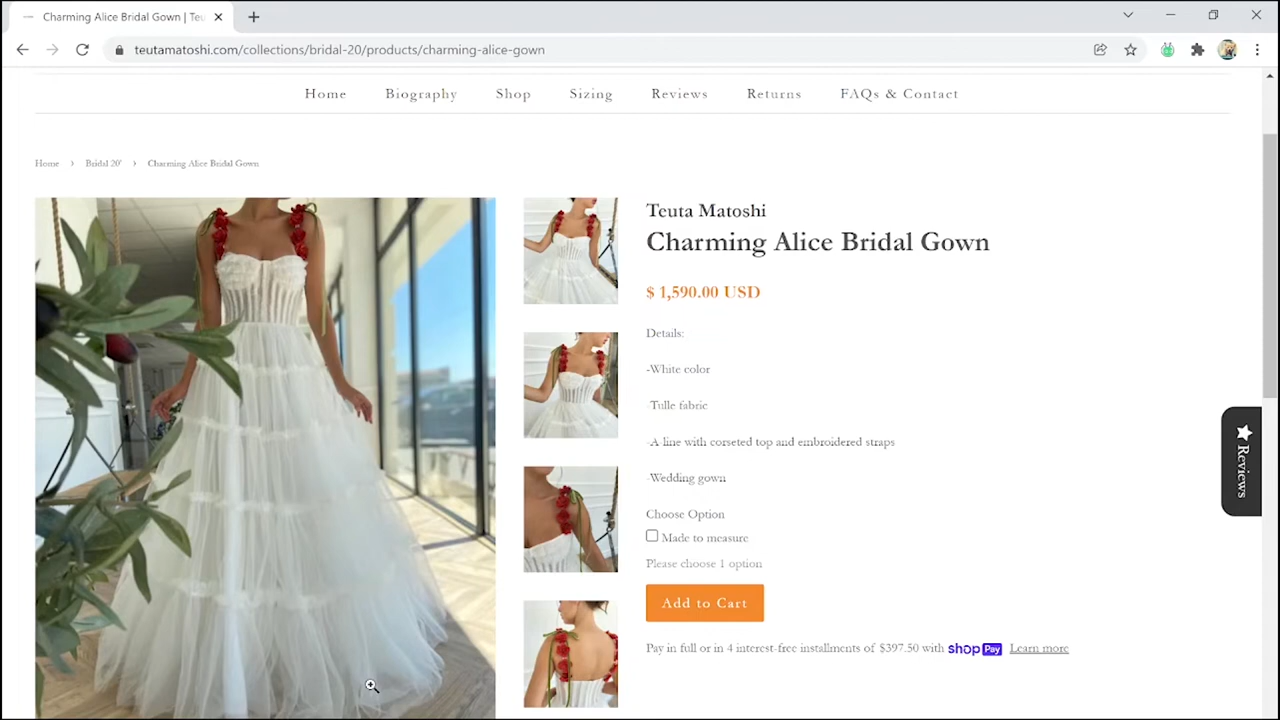 Charming Alice Bridal Gown | Teu
teutamatoshi.com/collections/bridal-20/products/charming-alice-gown
Home Biography Shop Sizing Reviews Returns FAQs & Contact
Home › Bridal 20' › Charming Alice Bridal Gown
Teuta Matoshi
Charming Alice Bridal Gown
$ 1,590.00 USD
Details:
-White color
-Tulle fabric
-A-line with corseted top and embroidered straps
-Wedding gown
Choose Option
Made to measure
Please choose 1 option
Add to Cart
Pay in full or in 4 interest-free installments of $397.50 with shop Pay Learn more
Reviews